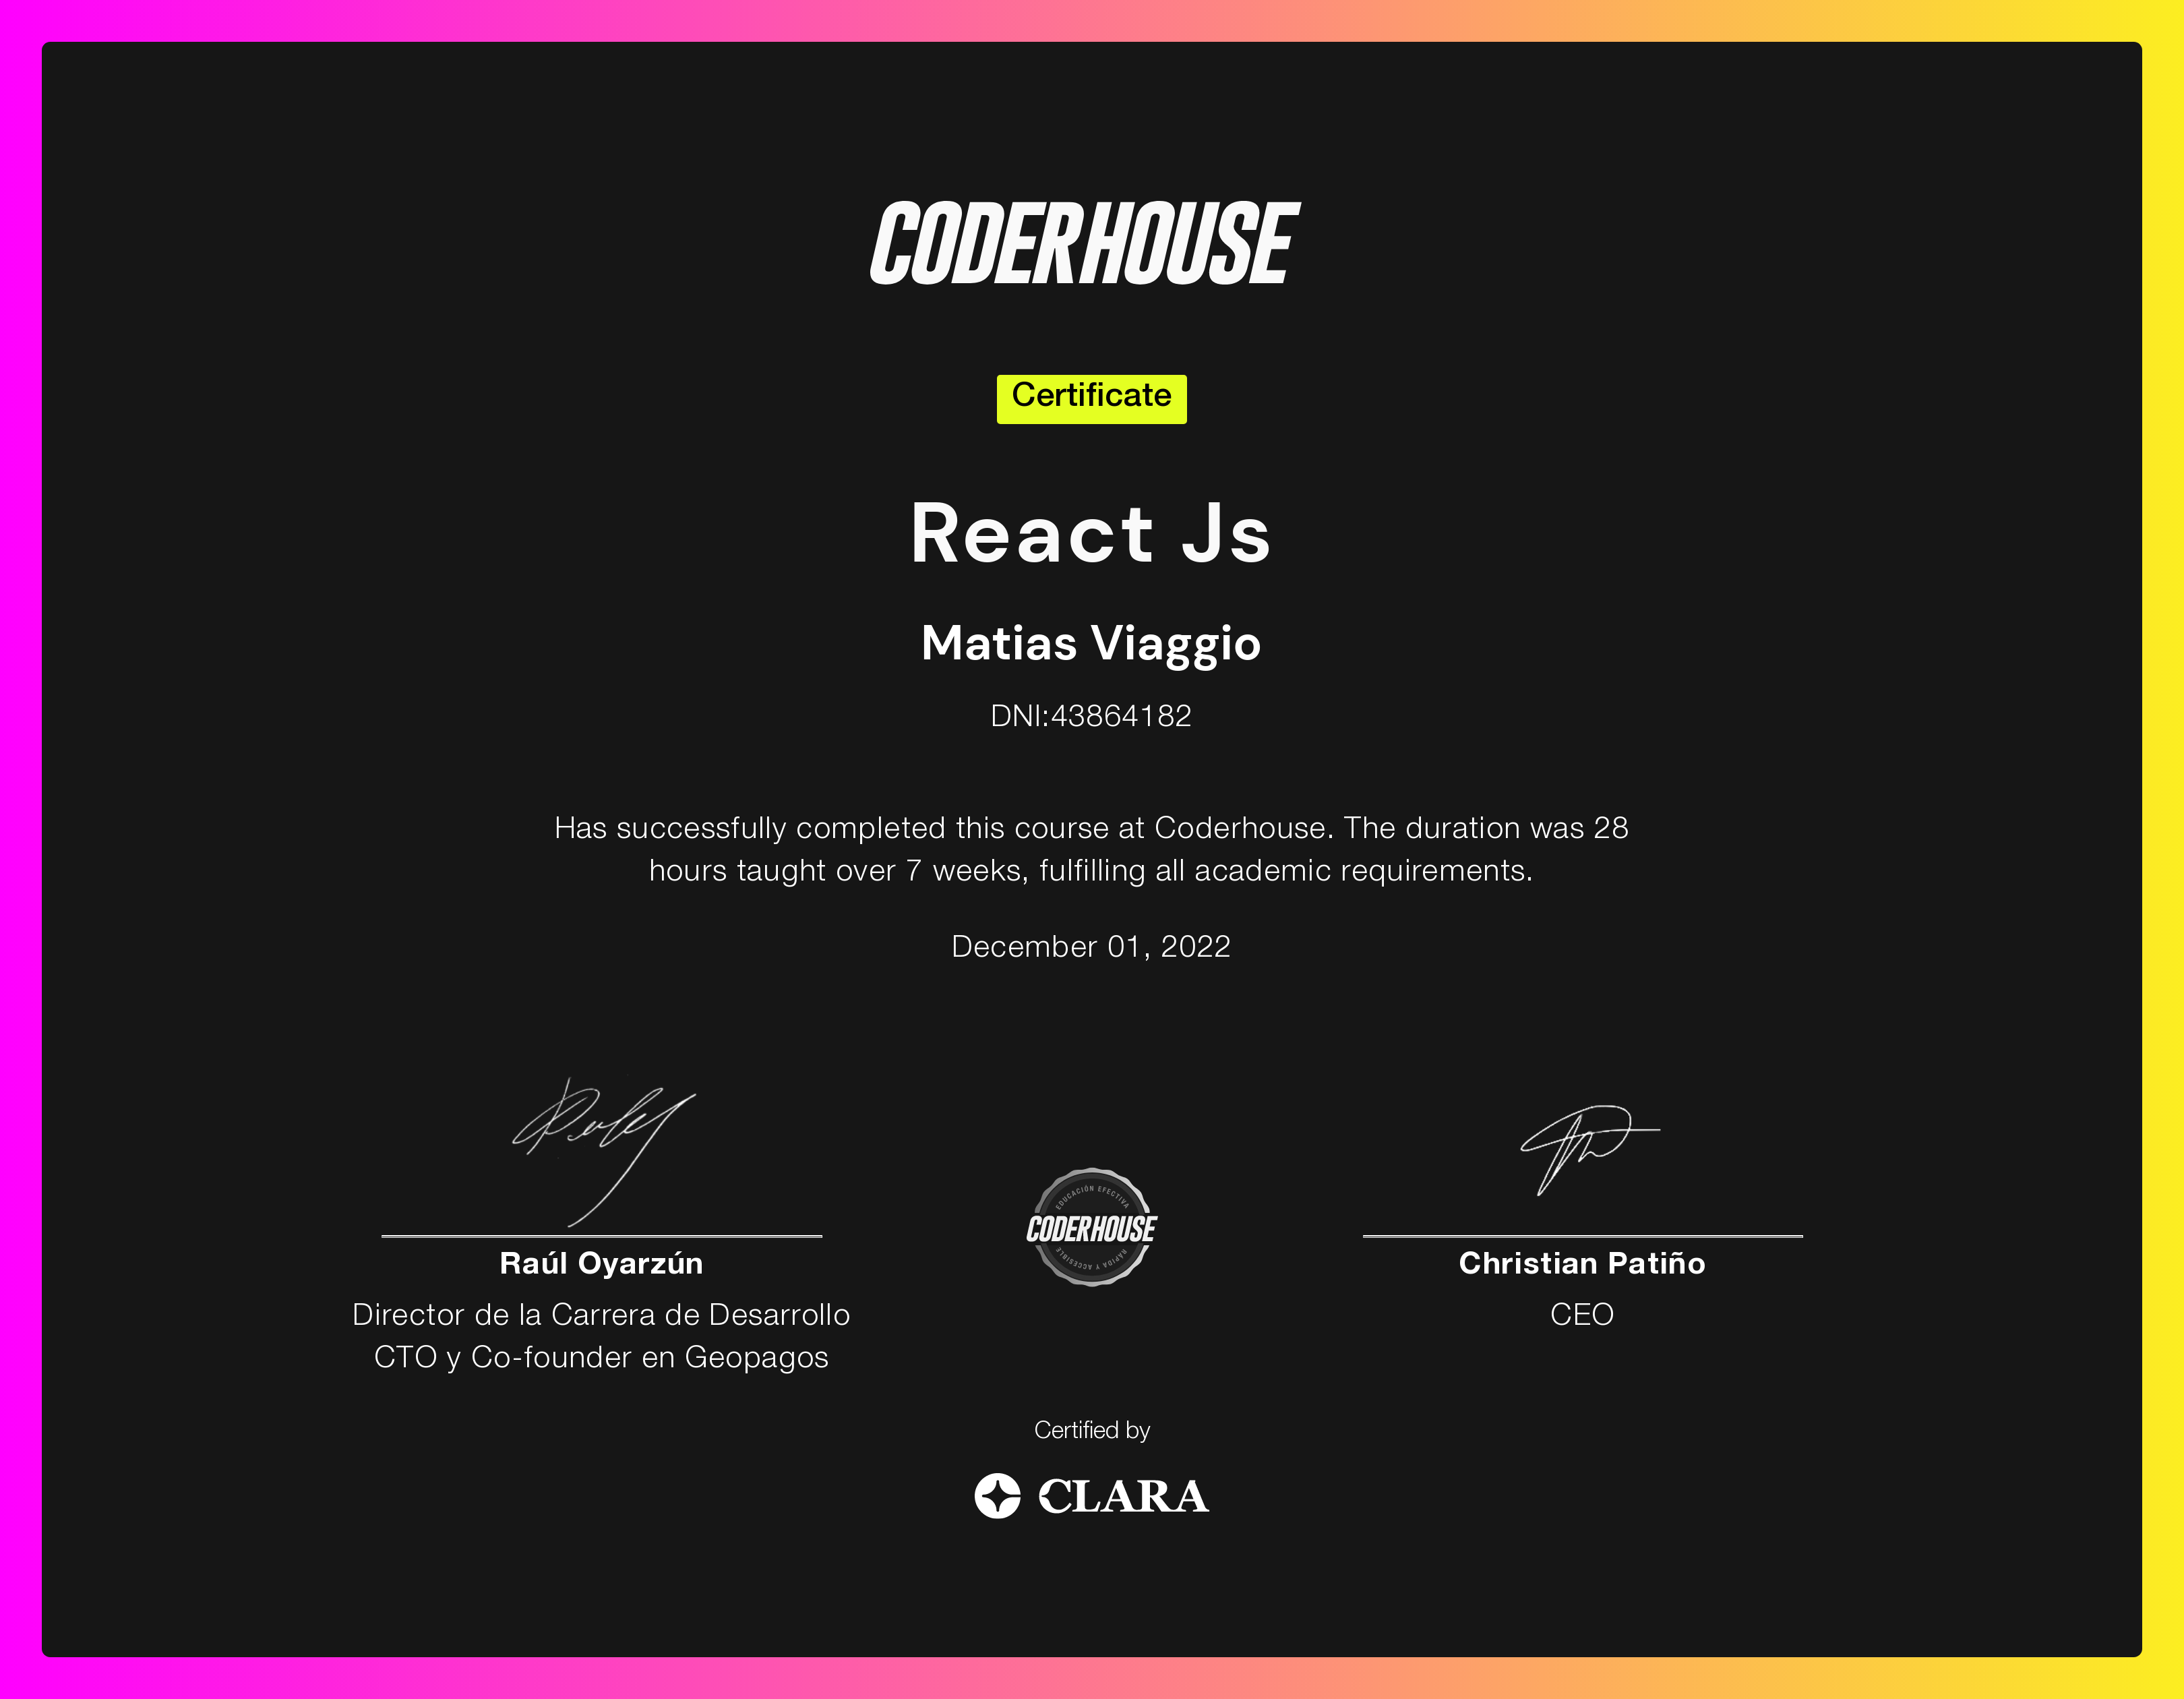 CODERHOUSE
Certificate
React Js
Matias Viaggio
DNI:43864182
Has successfully completed this course at Coderhouse. The duration was 28
hours taught over 7 weeks, fulfilling all academic requirements.
December 01, 2022
EDUCACIÓN EFECTIVA
CODERHOUSE
RÁPIDA Y ACCESIBLE
Raúl Oyarzún
Director de la Carrera de Desarrollo
CTO y Co-founder en Geopagos
Christian Patiño
CEO
Certified by
CLARA